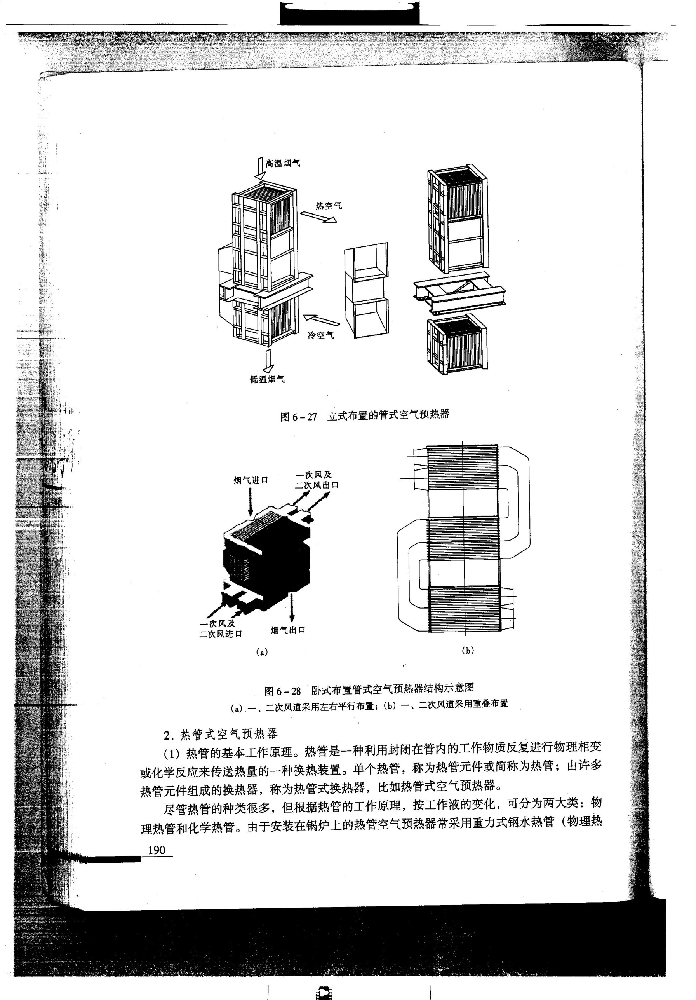 高温烟气
热空气
冷空气
低温烟气
图 6-27 立式布置的管式空气预热器
烟气进口
一次风及
二次风出口
一次风及
二次风进口
烟气出口
(a)
(b)
图 6-28 卧式布置管式空气预热器结构示意图
(a) 一、二次风道采用左右平行布置；(b) 一、二次风道采用重叠布置
2. 热管式空气预热器
(1) 热管的基本工作原理。热管是一种利用封闭在管内的工作物质反复进行物理相变
或化学反应来传送热量的一种换热装置。单个热管，称为热管元件或简称为热管；由许多
热管元件组成的换热器，称为热管式换热器，比如热管式空气预热器。
尽管热管的种类很多，但根据热管的工作原理，按工作液的变化，可分为两大类：物
理热管和化学热管。由于安装在锅炉上的热管空气预热器常采用重力式钢水热管（物理热
190